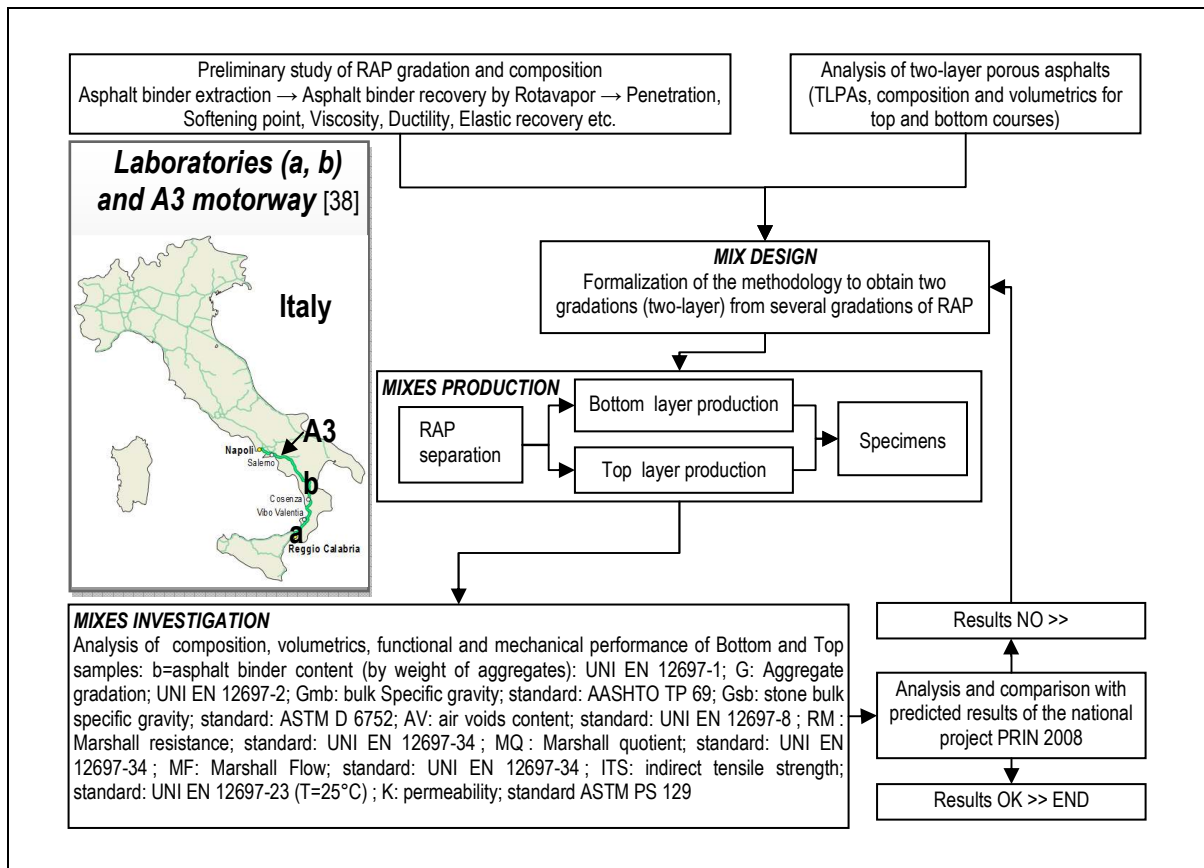 Preliminary study of RAP gradation and composition
Asphalt binder extraction → Asphalt binder recovery by Rotavapor → Penetration,
Softening point, Viscosity, Ductility, Elastic recovery etc.
Analysis of two-layer porous asphalts
(TLPAs, composition and volumetrics for
top and bottom courses)
Laboratories (a, b)
and A3 motorway [38]
Italy
A3
Napoli
Salerno
b
Cosenza
Vibo Valentia
a
Reggio Calabria
MIX DESIGN
Formalization of the methodology to obtain two
gradations (two-layer) from several gradations of RAP
MIXES PRODUCTION
RAP
separation
Bottom layer production
Top layer production
Specimens
MIXES INVESTIGATION
Analysis of composition, volumetrics, functional and mechanical performance of Bottom and Top
samples: b=asphalt binder content (by weight of aggregates): UNI EN 12697-1; G: Aggregate
gradation; UNI EN 12697-2; Gmb: bulk Specific gravity; standard: AASHTO TP 69; Gsb: stone bulk
specific gravity; standard: ASTM D 6752; AV: air voids content; standard: UNI EN 12697-8 ; RM :
Marshall resistance; standard: UNI EN 12697-34 ; MQ : Marshall quotient; standard: UNI EN
12697-34 ; MF: Marshall Flow; standard: UNI EN 12697-34 ; ITS: indirect tensile strength;
standard: UNI EN 12697-23 (T=25°C) ; K: permeability; standard ASTM PS 129
Results NO >>
Analysis and comparison with
predicted results of the national
project PRIN 2008
Results OK >> END